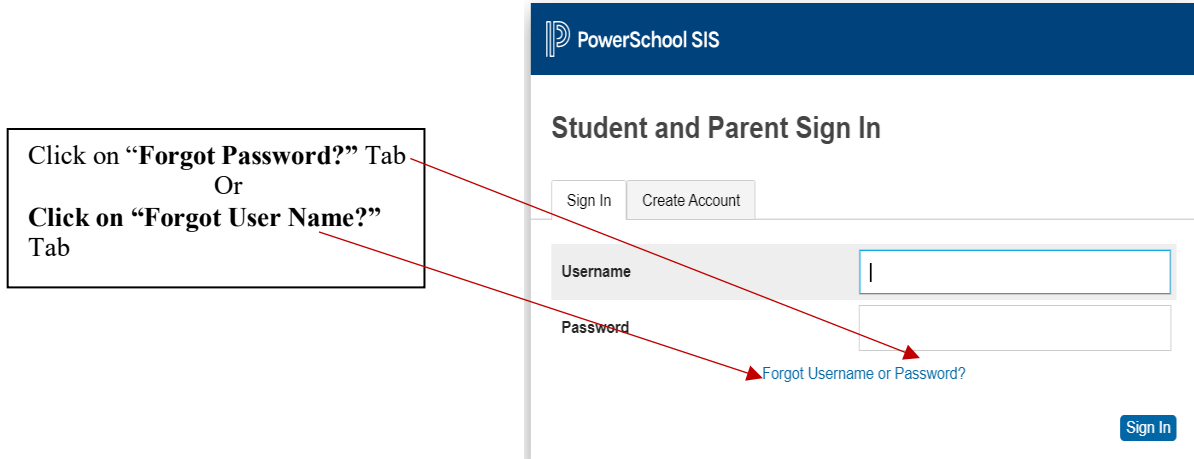 PowerSchool SIS
Student and Parent Sign In
Click on “Forgot Password?” Tab
Or
Click on “Forgot User Name?”
Tab
Sign In
Create Account
Username
Password
Forgot Username or Password?
Sign In